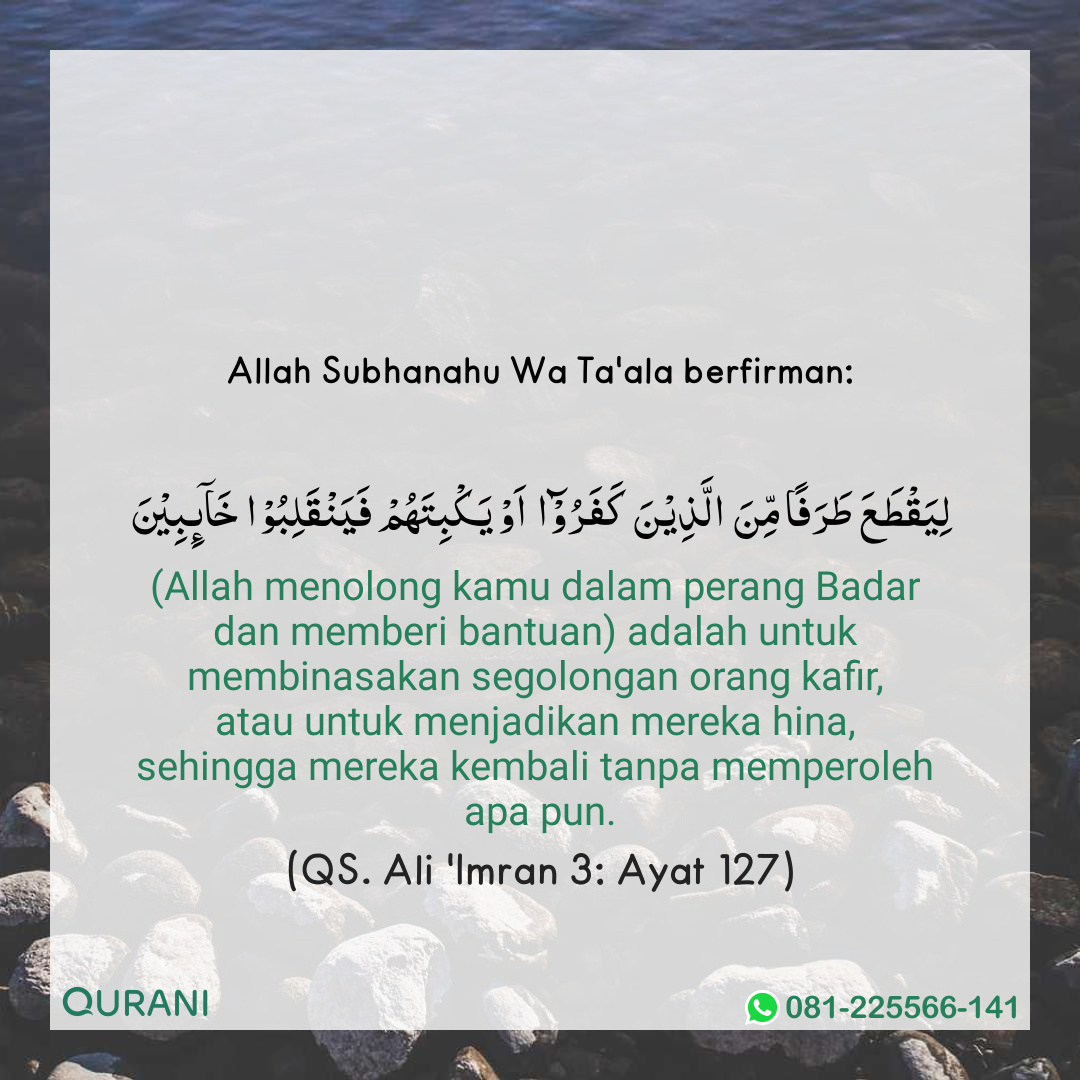 Allah Subhanahu Wa Ta'ala berfirman:
لِيَقْطَعَ طَرَفًا مِّنَ الَّذِيْنَ كَفَرُوْٓا اَوْ يَكْبِتَهُمْ فَيَنْقَلِبُوْا خَآئِبِيْنَ
(Allah menolong kamu dalam perang Badar
dan memberi bantuan) adalah untuk
membinasakan segolongan orang kafir,
atau untuk menjadikan mereka hina,
sehingga mereka kembali tanpa memperoleh
apa pun.
(QS. Ali 'Imran 3: Ayat 127)
QURANI
081-225566-141